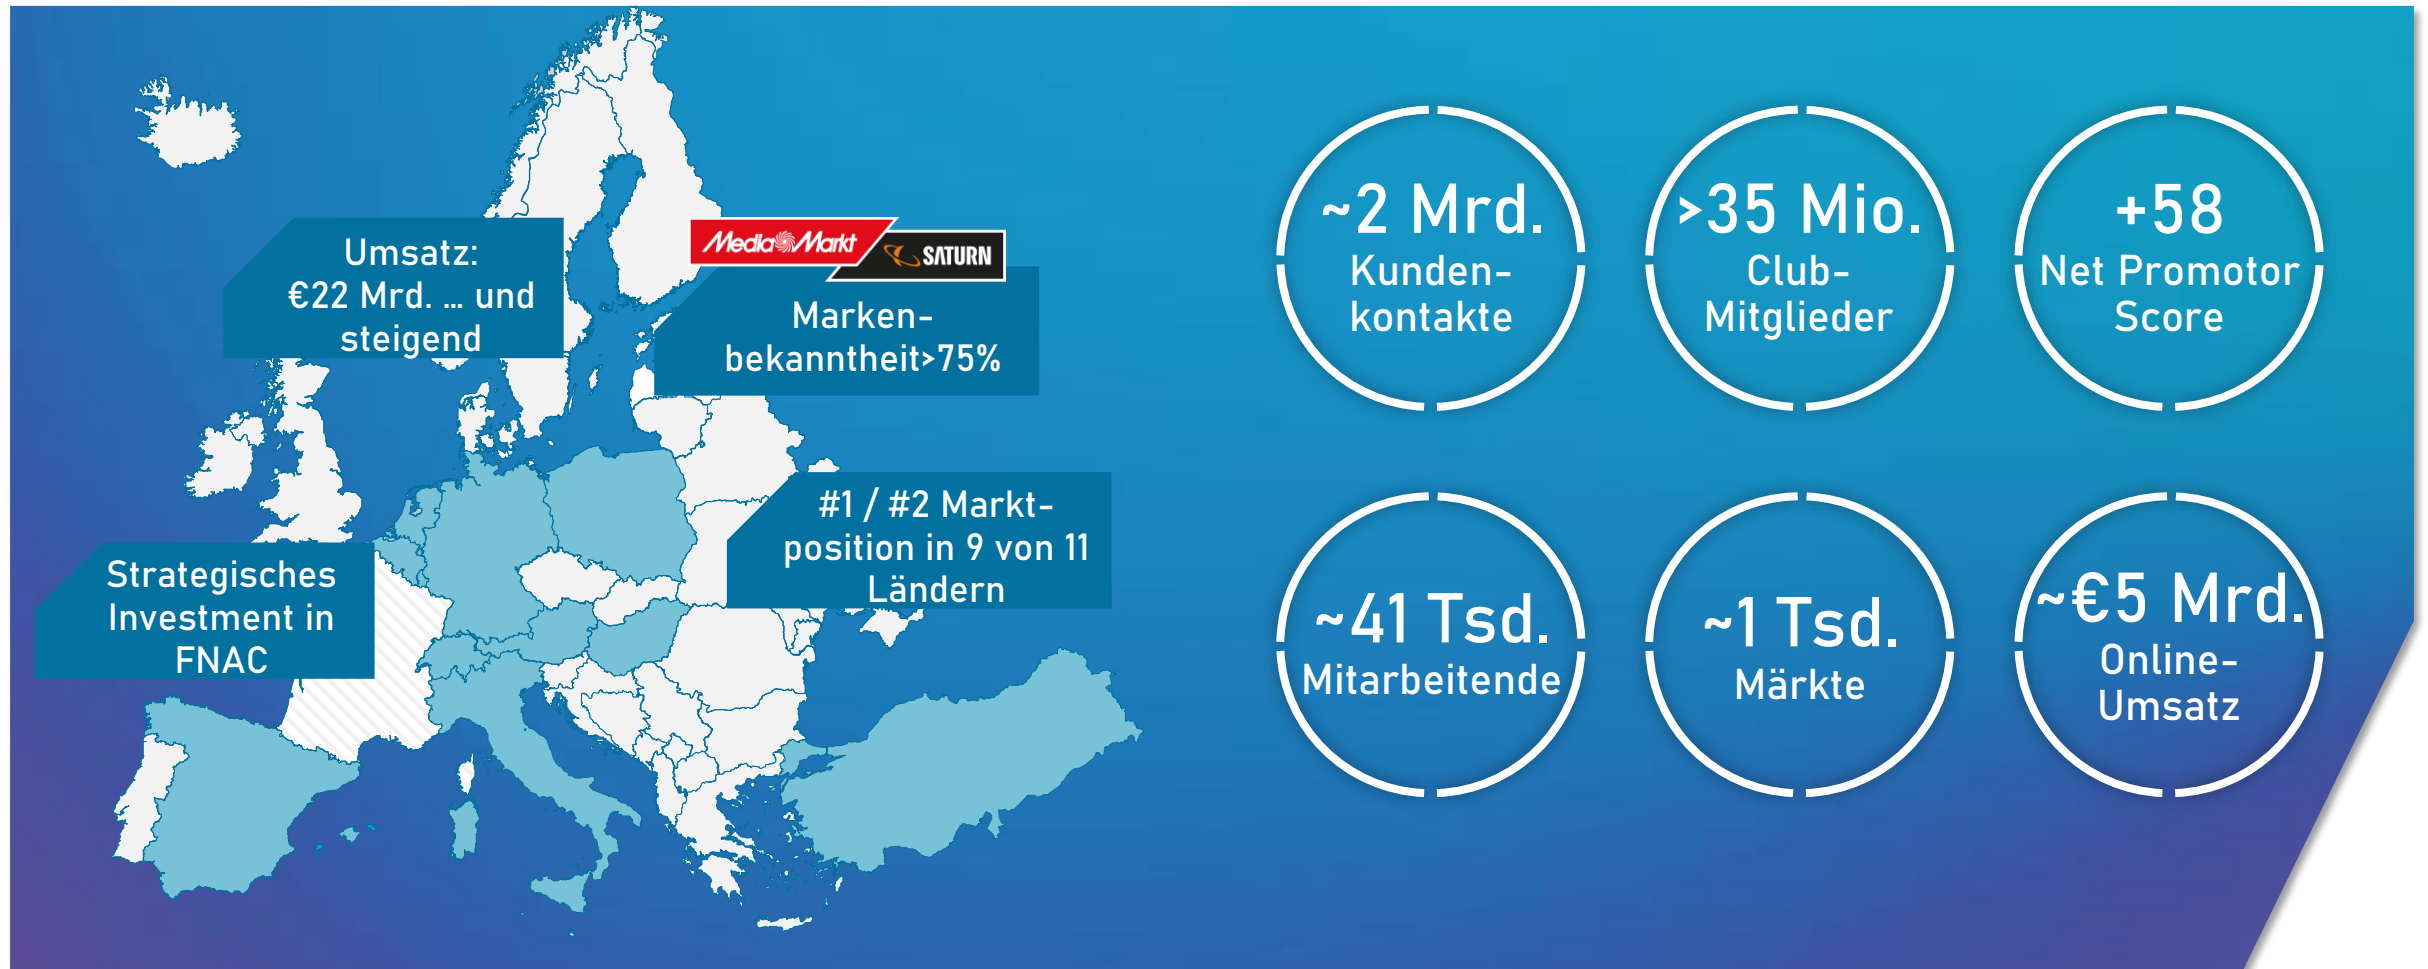 Umsatz:
€22 Mrd. ... und
steigend
MediaMarkt
SATURN
Marken-
bekanntheit>75%
#1 / #2 Markt-
position in 9 von 11
Ländern
Strategisches
Investment in
FNAC
~2 Mrd.
Kunden-
kontakte
>35 Mio.
Club-
Mitglieder
+58
Net Promotor
Score
~41 Tsd.
Mitarbeitende
~1 Tsd.
Märkte
~€5 Mrd.
Online-
Umsatz